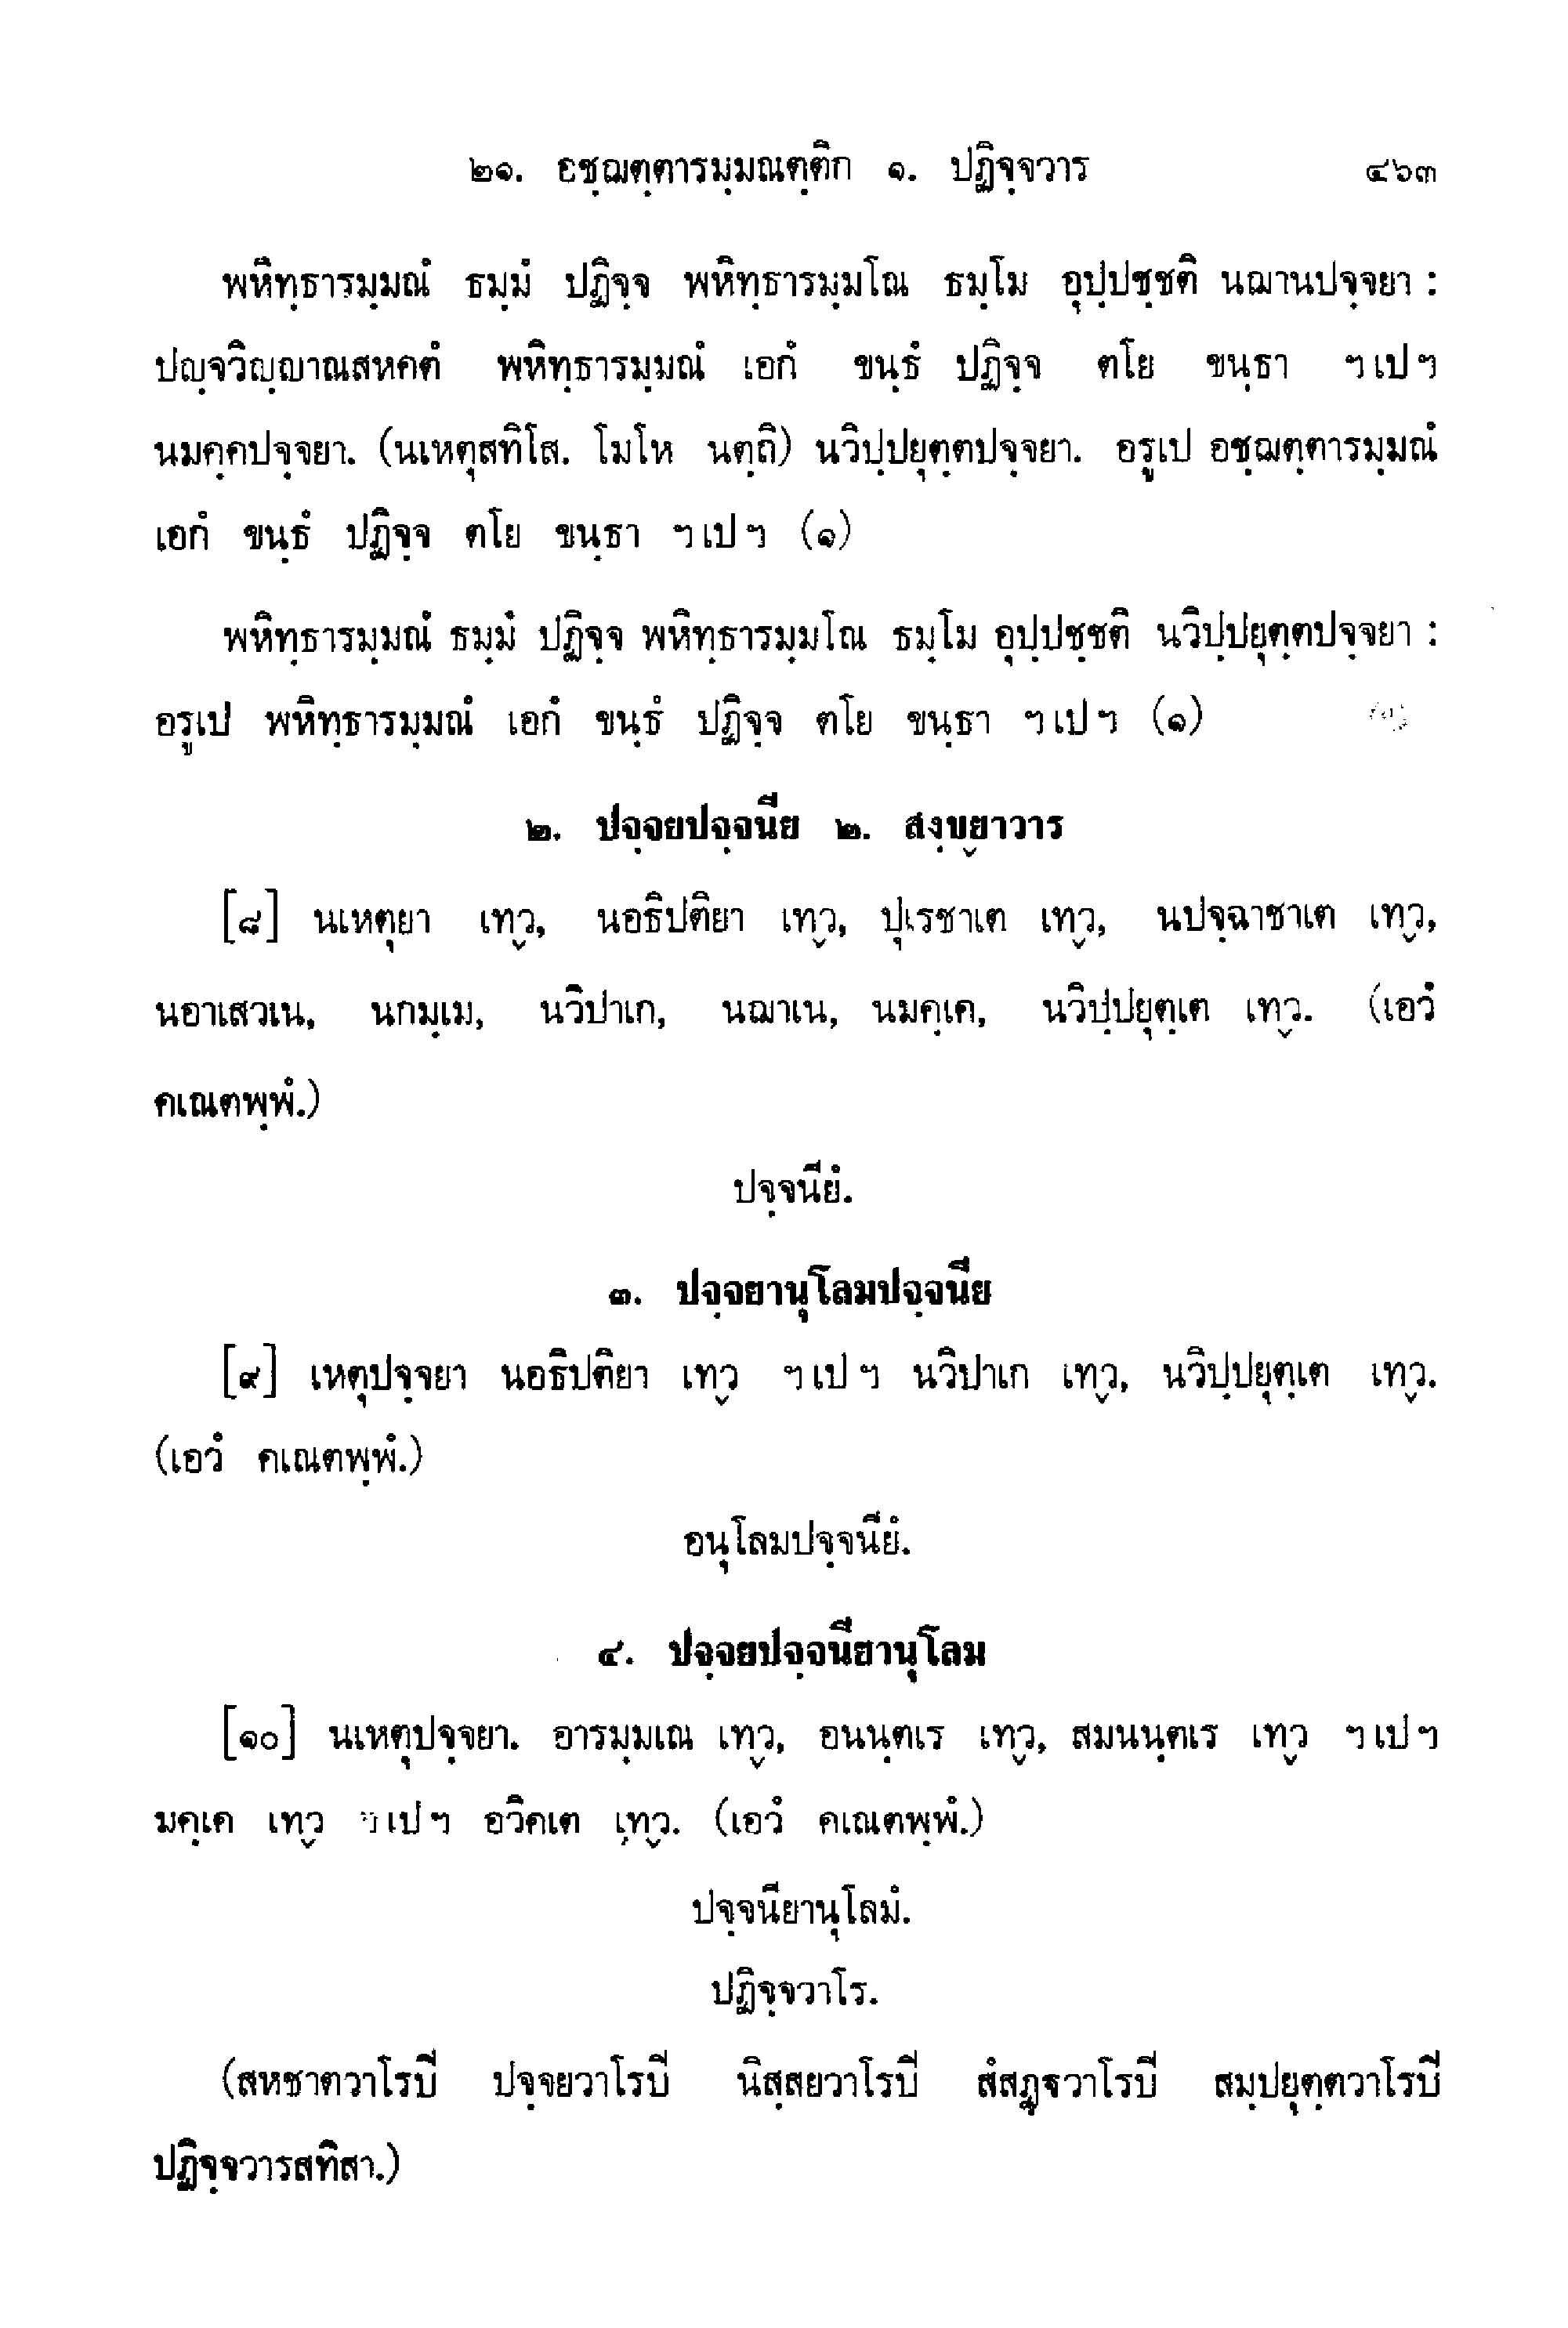 ๒๑. อชฺฌตฺตารมฺมณตฺติก ๑. ปฏิจฺจวาร ๔๖๓
พหิทฺธารมฺมณํ ธมฺมํ ปฏิจฺจ พหิทฺธารมฺมโณ ธมฺโม อุปฺปชฺชติ นฌานปจฺจยา :
ปญฺจวิญฺญาณสหคตํ พหิทฺธารมฺมณํ เอกํ ขนฺธํ ปฏิจฺจ ตโย ขนฺธา ฯเปฯ
นมคฺคปจฺจยา. (นเหตุสทิโส. โมโห นตฺถิ) นวิปฺปยุตฺตปจฺจยา. อรูเป อชฺฌตฺตารมฺมณํ
เอกํ ขนฺธํ ปฏิจฺจ ตโย ขนฺธา ฯเปฯ (๑)
พหิทฺธารมฺมณํ ธมฺมํ ปฏิจฺจ พหิทฺธารมฺมโณ ธมฺโม อุปฺปชฺชติ นวิปฺปยุตฺตปจฺจยา :
อรูเป พหิทฺธารมฺมณํ เอกํ ขนฺธํ ปฏิจฺจ ตโย ขนฺธา ฯเปฯ (๑)
๒. ปจฺจยปจฺจนีย ๒. สงฺขฺยาวาร
[๘] นเหตุยา เทฺว, นอธิปติยา เทฺว, ปุเรชาเต เทฺว, นปจฺฉาชาเต เทฺว,
นอาเสวเน, นกมฺเม, นวิปาเก, นฌาเน, นมคฺเค, นวิปฺปยุตฺเต เทฺว. (เอวํ
คเณตพฺพํ.)
ปจฺจนียํ.
๓. ปจฺจยานุโลมปจฺจนีย
[๙] เหตุปจฺจยา นอธิปติยา เทฺว ฯเปฯ นวิปาเก เทฺว, นวิปฺปยุตฺเต เทฺว.
(เอวํ คเณตพฺพํ.)
อนุโลมปจฺจนียํ.
๔. ปจฺจยปจฺจนียานุโลม
[๑๐] นเหตุปจฺจยา. อารมฺมเณ เทฺว, อนนฺตเร เทฺว, สมนนฺตเร เทฺว ฯเปฯ
มคฺเค เทฺว ฯเปฯ อวิคเต เทฺว. (เอวํ คเณตพฺพํ.)
ปจฺจนียานุโลมํ.
ปฏิจฺจวาโร.
(สหชาตวาโรปี ปจฺจยวาโรปี นิสฺสยวาโรปี สํสฏฺฐวาโรปี สมฺปยุตฺตวาโรปี
ปฏิจฺจวารสทิสา.)